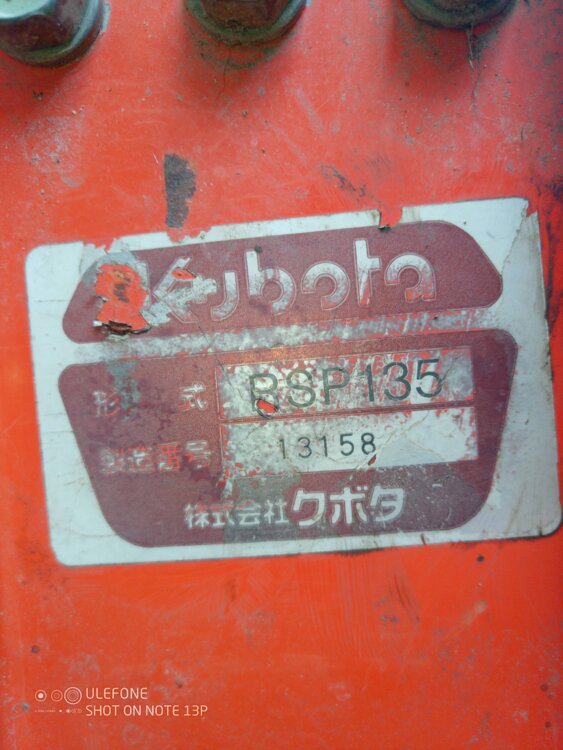 Kubota
形 式 RSP135
製造番号 13158
株式会社クボタ
ULEFONE
SHOT ON NOTE 13P